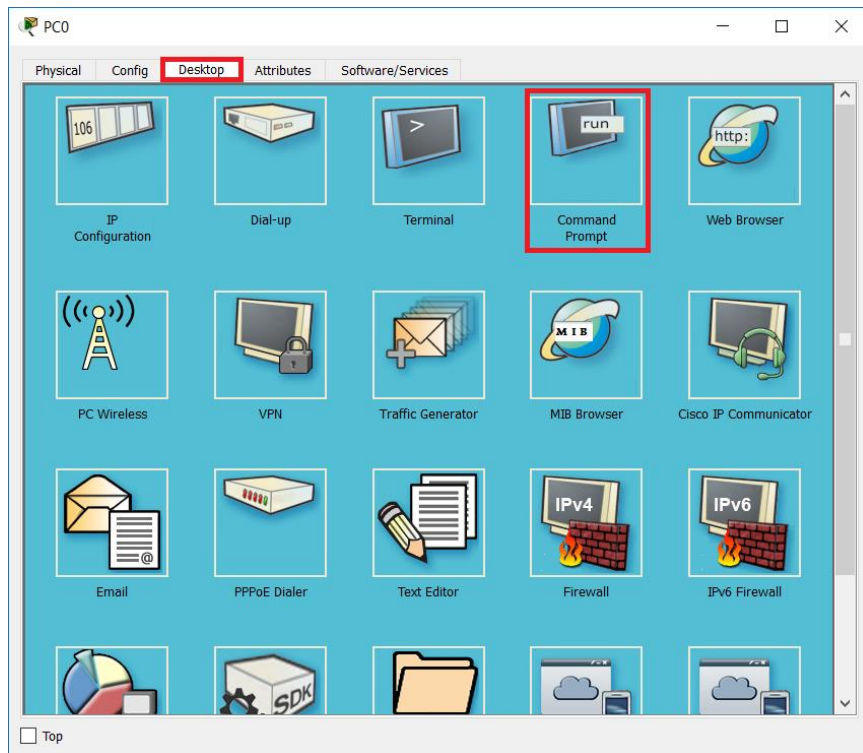 PC0
Physical Config Desktop Attributes Software/Services
106
>
run
http:
IP
Configuration
Dial-up
Terminal
Command
Prompt
Web Browser
MIB
PC Wireless
VPN
Traffic Generator
MIB Browser
Cisco IP Communicator
@
IPv4
IPv6
Email
PPPoE Dialer
Text Editor
Firewall
IPv6 Firewall
SDK
Top